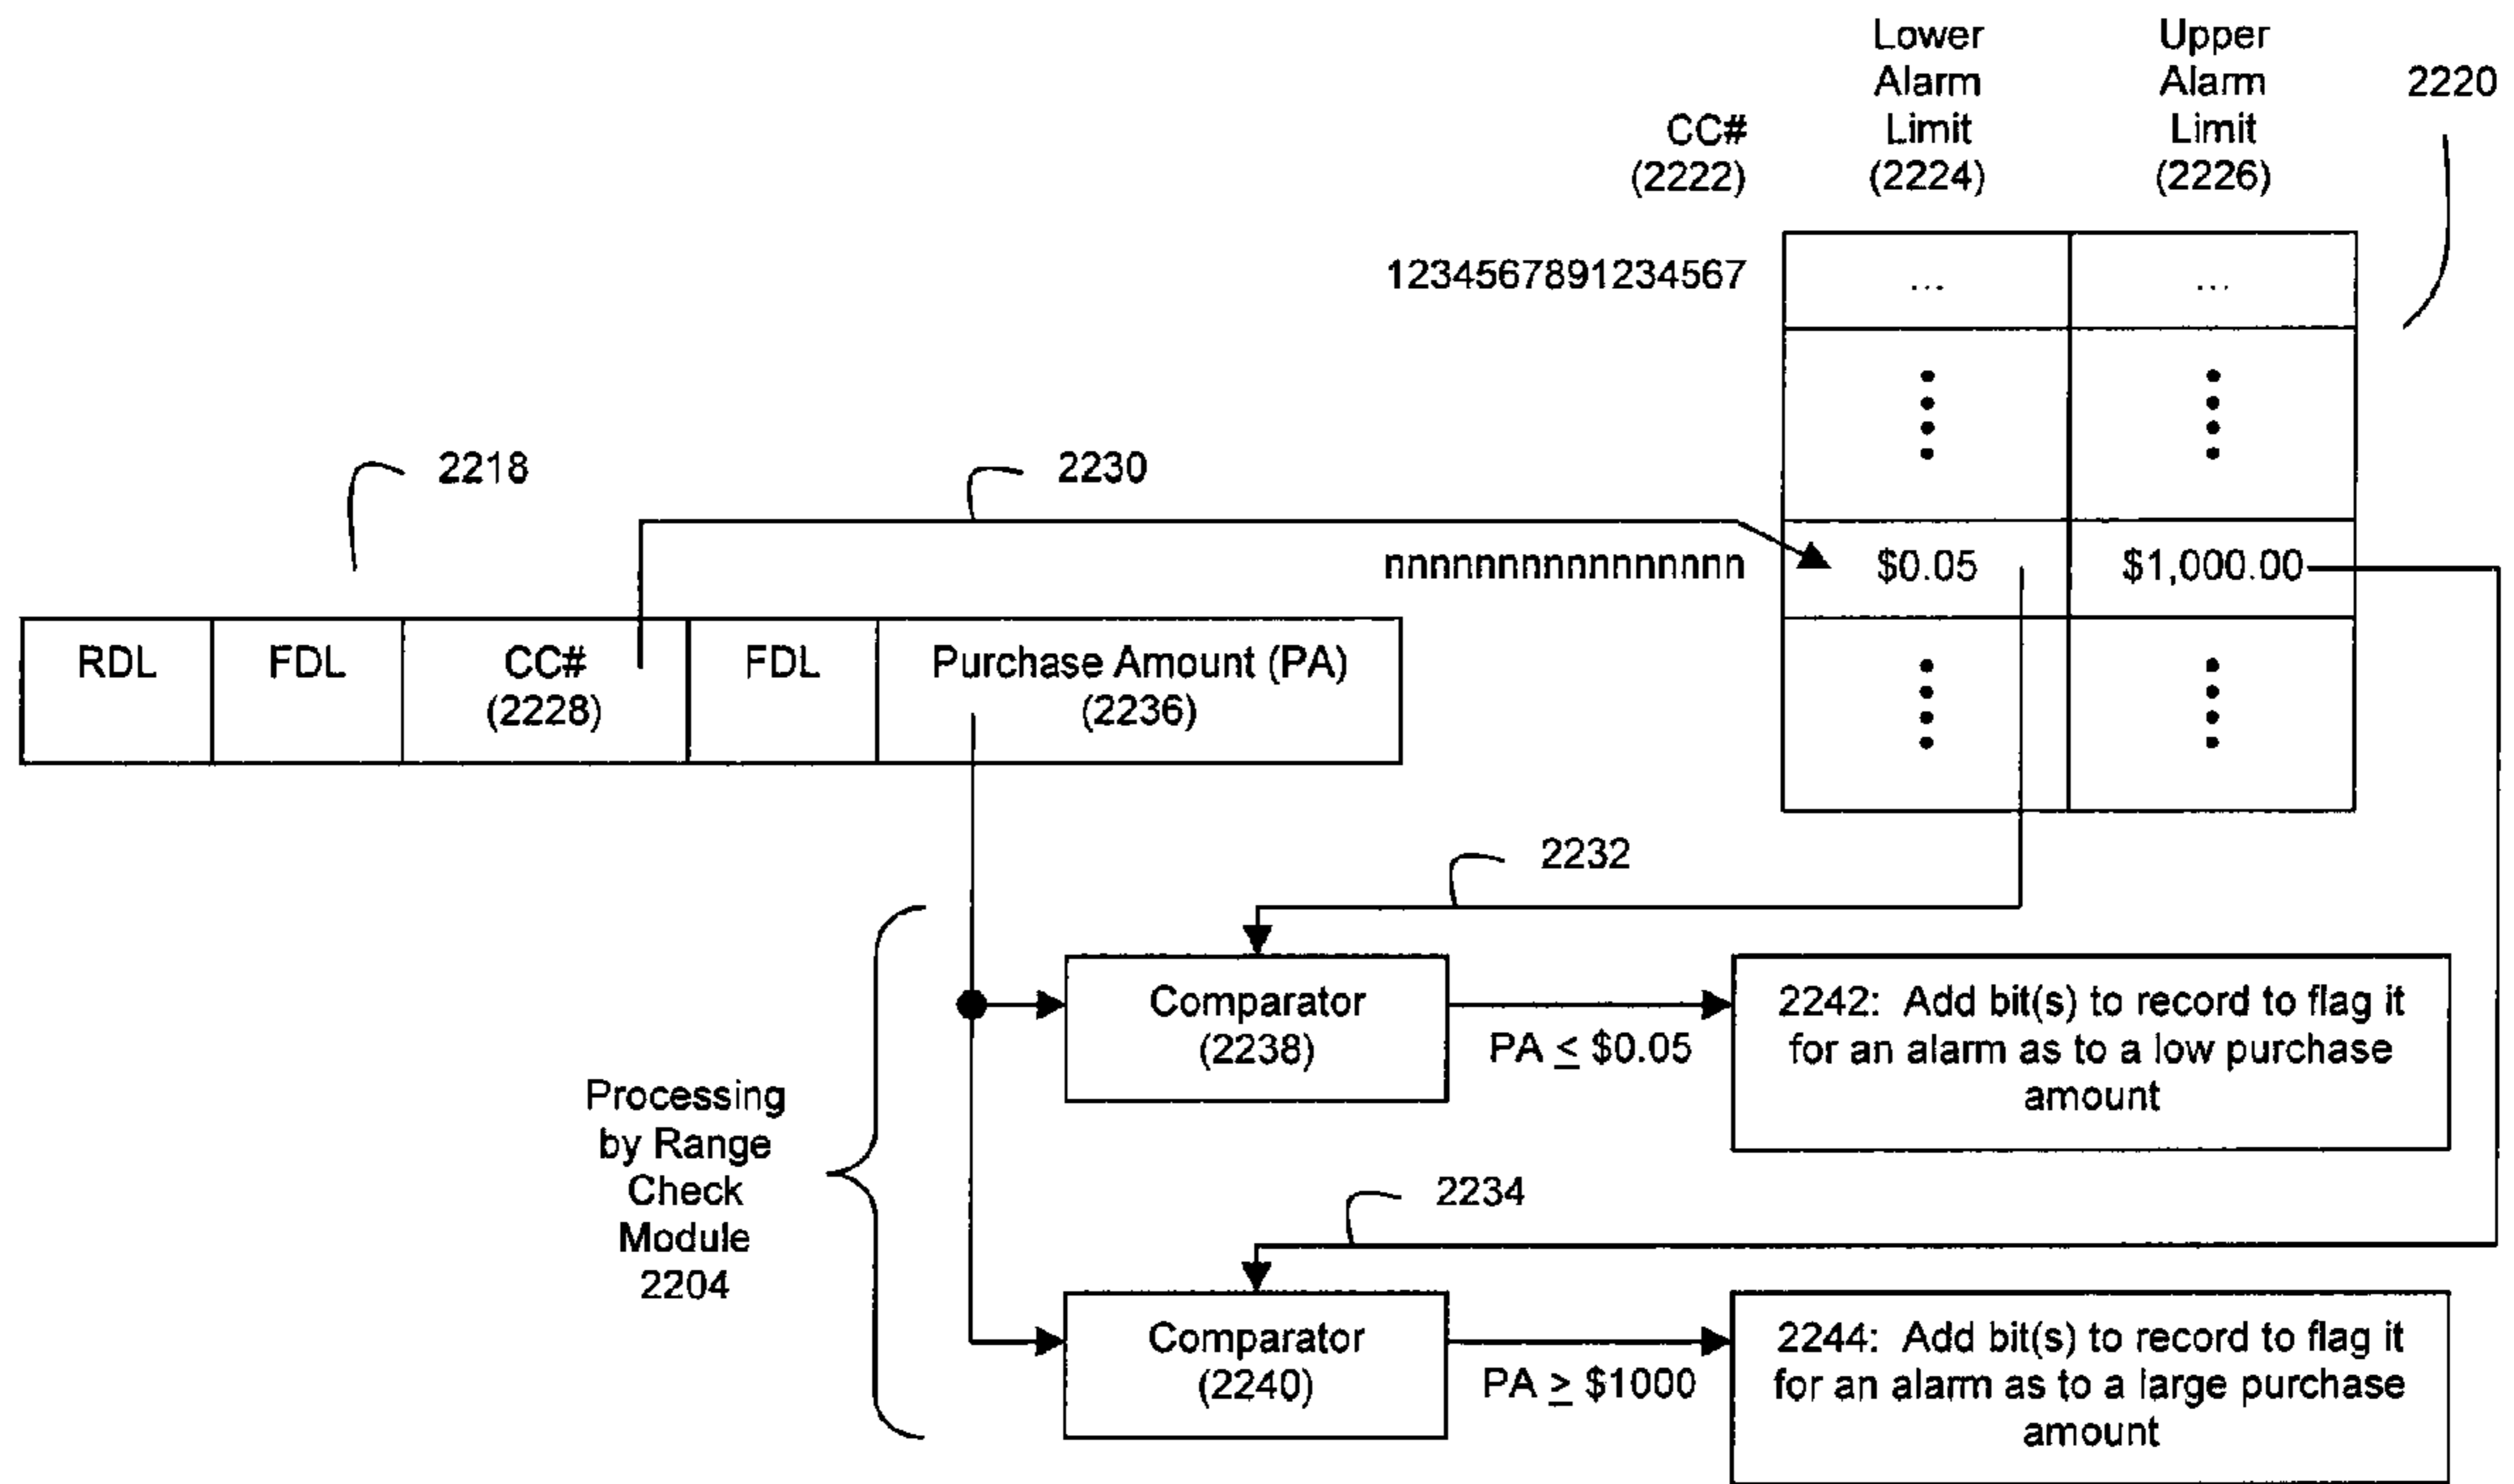 Lower
Alarm
Limit
(2224)
Upper
Alarm
Limit
(2226)
2220
CC#
(2222)
1234567891234567
...
...
2218
2230
nnnnnnnnnnnnnnnn
$0.05
$1,000.00
RDL
FDL
CC#
(2228)
FDL
Purchase Amount (PA)
(2236)
2232
Comparator
(2238)
PA ≤ $0.05
2242: Add bit(s) to record to flag it
for an alarm as to a low purchase
amount
Processing
by Range
Check
Module
2204
2234
Comparator
(2240)
PA ≥ $1000
2244: Add bit(s) to record to flag it
for an alarm as to a large purchase
amount